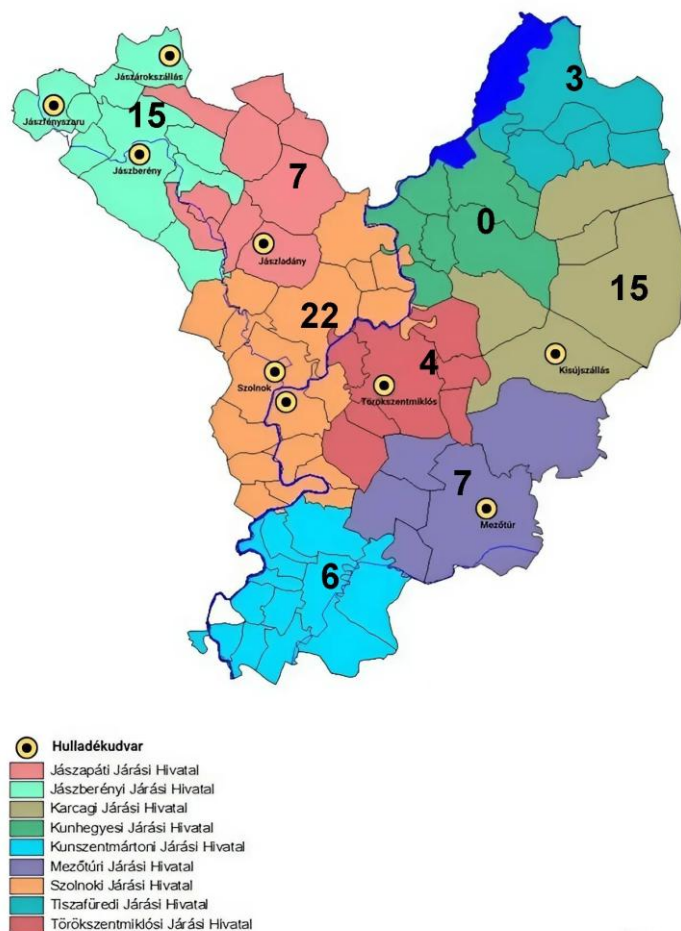 Jászárokszállás
3
Jászfényszaru
15
Jászberény
7
0
Jászladány
15
22
4
Kisújszállás
Szolnok
Törökszentmiklós
7
Mezőtúr
6
Hulladékudvar
Jászapáti Járási Hivatal
Jászberényi Járási Hivatal
Karcagi Járási Hivatal
Kunhegyesi Járási Hivatal
Kunszentmártoni Járási Hivatal
Mezőtúri Járási Hivatal
Szolnoki Járási Hivatal
Tiszafüredi Járási Hivatal
Törökszentmiklósi Járási Hivatal